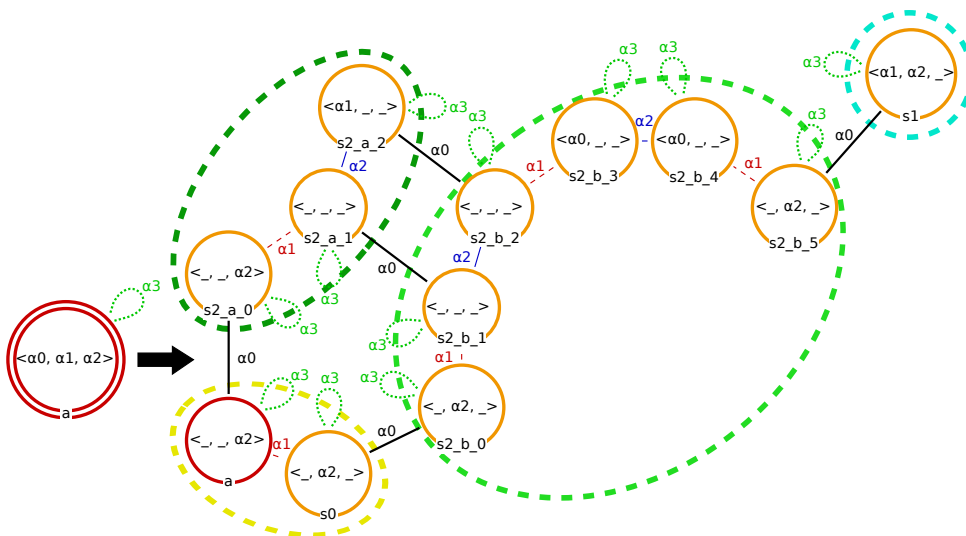 α3
<α0, α1, α2>
a
α3
<α1, _, _>
s2_a_2
α2
<_, _, _>
s2_a_1
α3
α1
<_, _, α2>
s2_a_0
α3
α0
α0
α0
α3
<_, _, α2>
a
α1
α3
<_, α2, _>
s0
α0
α3
<_, α2, _>
s2_b_0
α1
α3
<_, _, _>
s2_b_1
α2
α3
<_, _, _>
s2_b_2
α1
α3
<α0, _, _>
s2_b_3
α2
α3
<α0, _, _>
s2_b_4
α1
α3
<_, α2, _>
s2_b_5
α0
α3
<α1, α2, _>
s1